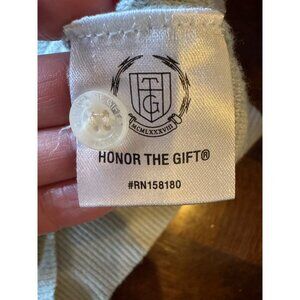 HTG
MCMLXXXVIII
HONOR THE GIFT®
#RN158180